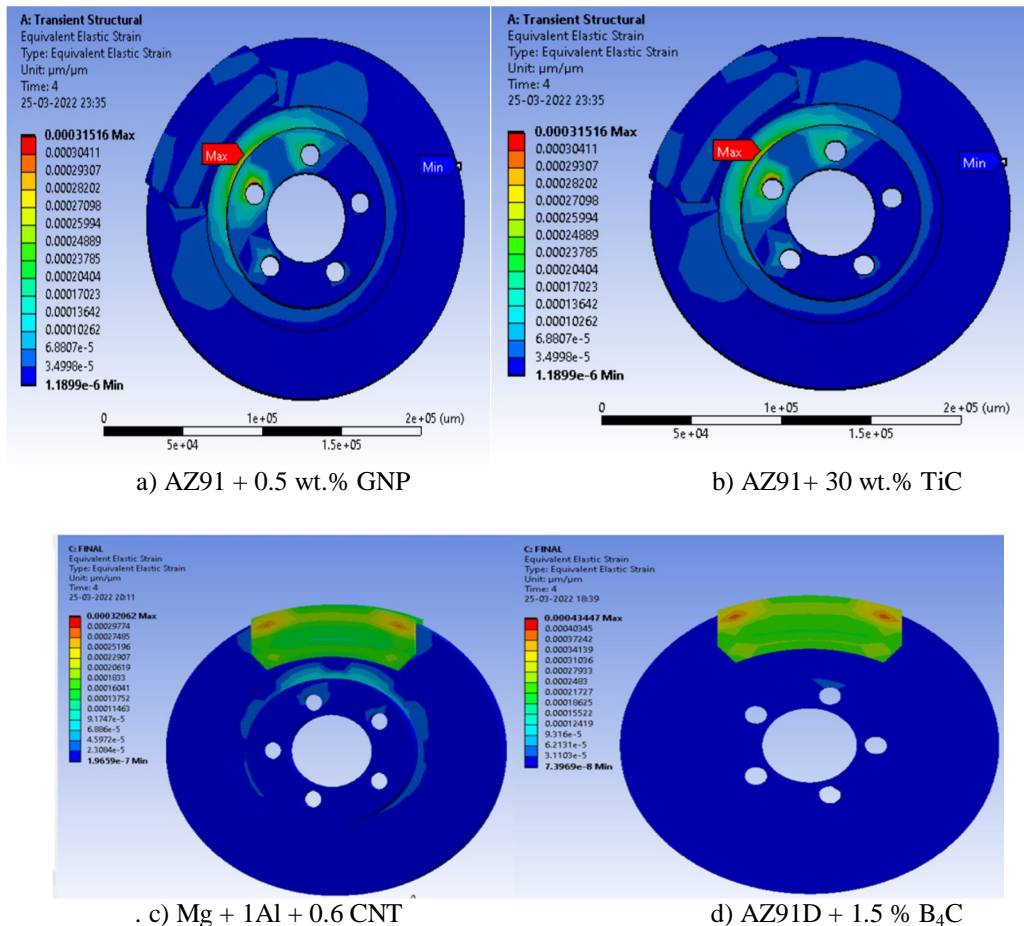 A: Transient Structural
Equivalent Elastic Strain
Type: Equivalent Elastic Strain
Unit: µm/µm
Time: 4
25-03-2022 23:35
0.00031516 Max
0.00030411
0.00029307
0.00028202
0.00027098
0.00025994
0.00024889
0.00023785
0.00020404
0.00017023
0.00013642
0.00010262
6.8807e-5
3.4998e-5
1.1899e-6 Min
Max
Min
0 1e+05 2e+05 (um)
5e+04 1.5e+05
a) AZ91 + 0.5 wt.% GNP
A: Transient Structural
Equivalent Elastic Strain
Type: Equivalent Elastic Strain
Unit: µm/µm
Time: 4
25-03-2022 23:35
0.00031516 Max
0.00030411
0.00029307
0.00028202
0.00027098
0.00025994
0.00024889
0.00023785
0.00020404
0.00017023
0.00013642
0.00010262
6.8807e-5
3.4998e-5
1.1899e-6 Min
Max
Min
0 1e+05 2e+05 (um)
5e+04 1.5e+05
b) AZ91+ 30 wt.% TiC
C: FINAL
Equivalent Elastic Strain
Type: Equivalent Elastic Strain
Unit: µm/µm
Time: 4
25-03-2022 20:11
0.00032062 Max
0.00029774
0.00027485
0.00025196
0.00022907
0.00020619
0.0001833
0.00016041
0.00013752
0.00011463
9.1747e-5
6.886e-5
4.5972e-5
2.3084e-5
1.9659e-7 Min
. c) Mg + 1Al + 0.6 CNT
C: FINAL
Equivalent Elastic Strain
Type: Equivalent Elastic Strain
Unit: µm/µm
Time: 4
25-03-2022 18:39
0.00043447 Max
0.00040345
0.00037242
0.00034139
0.00031036
0.00027933
0.0002483
0.00021727
0.00018625
0.00015522
0.00012419
9.316e-5
6.2131e-5
3.1103e-5
7.3969e-8 Min
d) AZ91D + 1.5 % B₄C